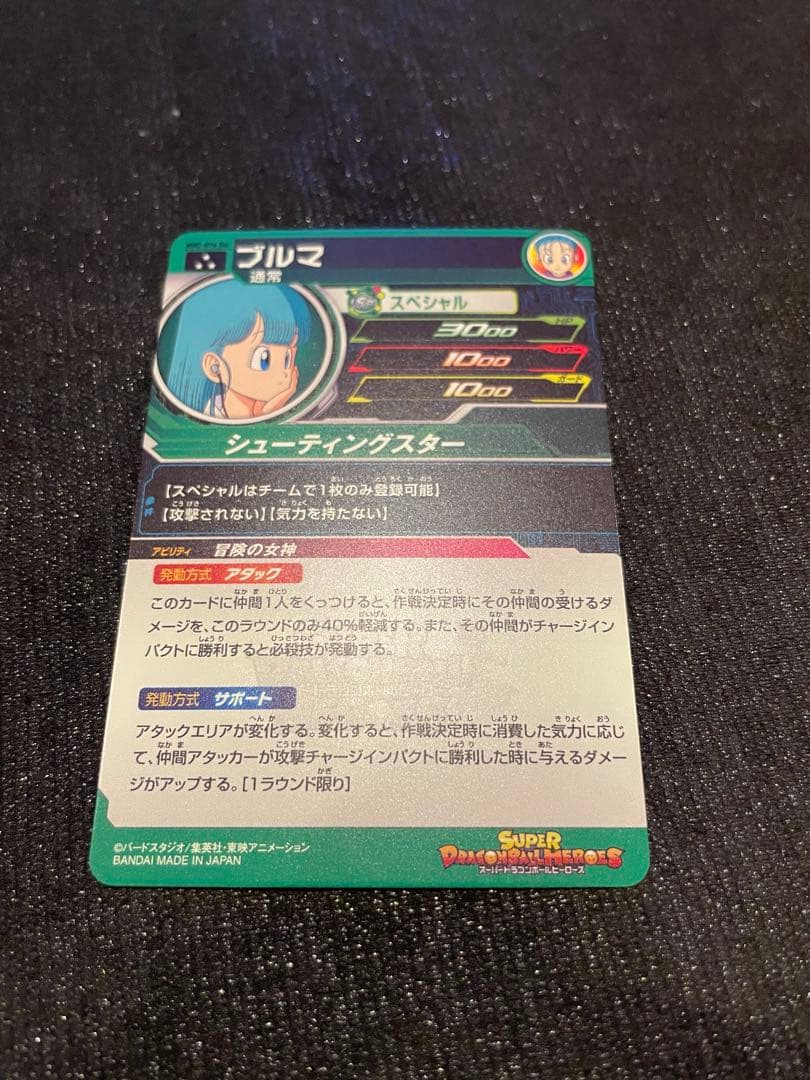 ブルマ
通常
スペシャル
3000 HP
1000 パワー
1000 ガード
シューティングスター
条件
【スペシャルはチームで1枚のみ登録可能】
【攻撃されない】【気力を持たない】
アビリティ 冒険の女神
発動方式 アタック
このカードに仲間1人をくっつけると、作戦決定時にその仲間の受けるダ
メージを、このラウンドのみ40%軽減する。また、その仲間がチャージイン
パクトに勝利すると必殺技が発動する。
発動方式 サポート
アタックエリアが変化する。変化すると、作戦決定時に消費した気力に応じ
て、仲間アタッカーが攻撃チャージインパクトに勝利した時に与えるダメー
ジがアップする。[1ラウンド限り]
©バードスタジオ/集英社・東映アニメーション
BANDAI MADE IN JAPAN
SUPER
DRAGONBALL HEROES
スーパードラゴンボールヒーローズ